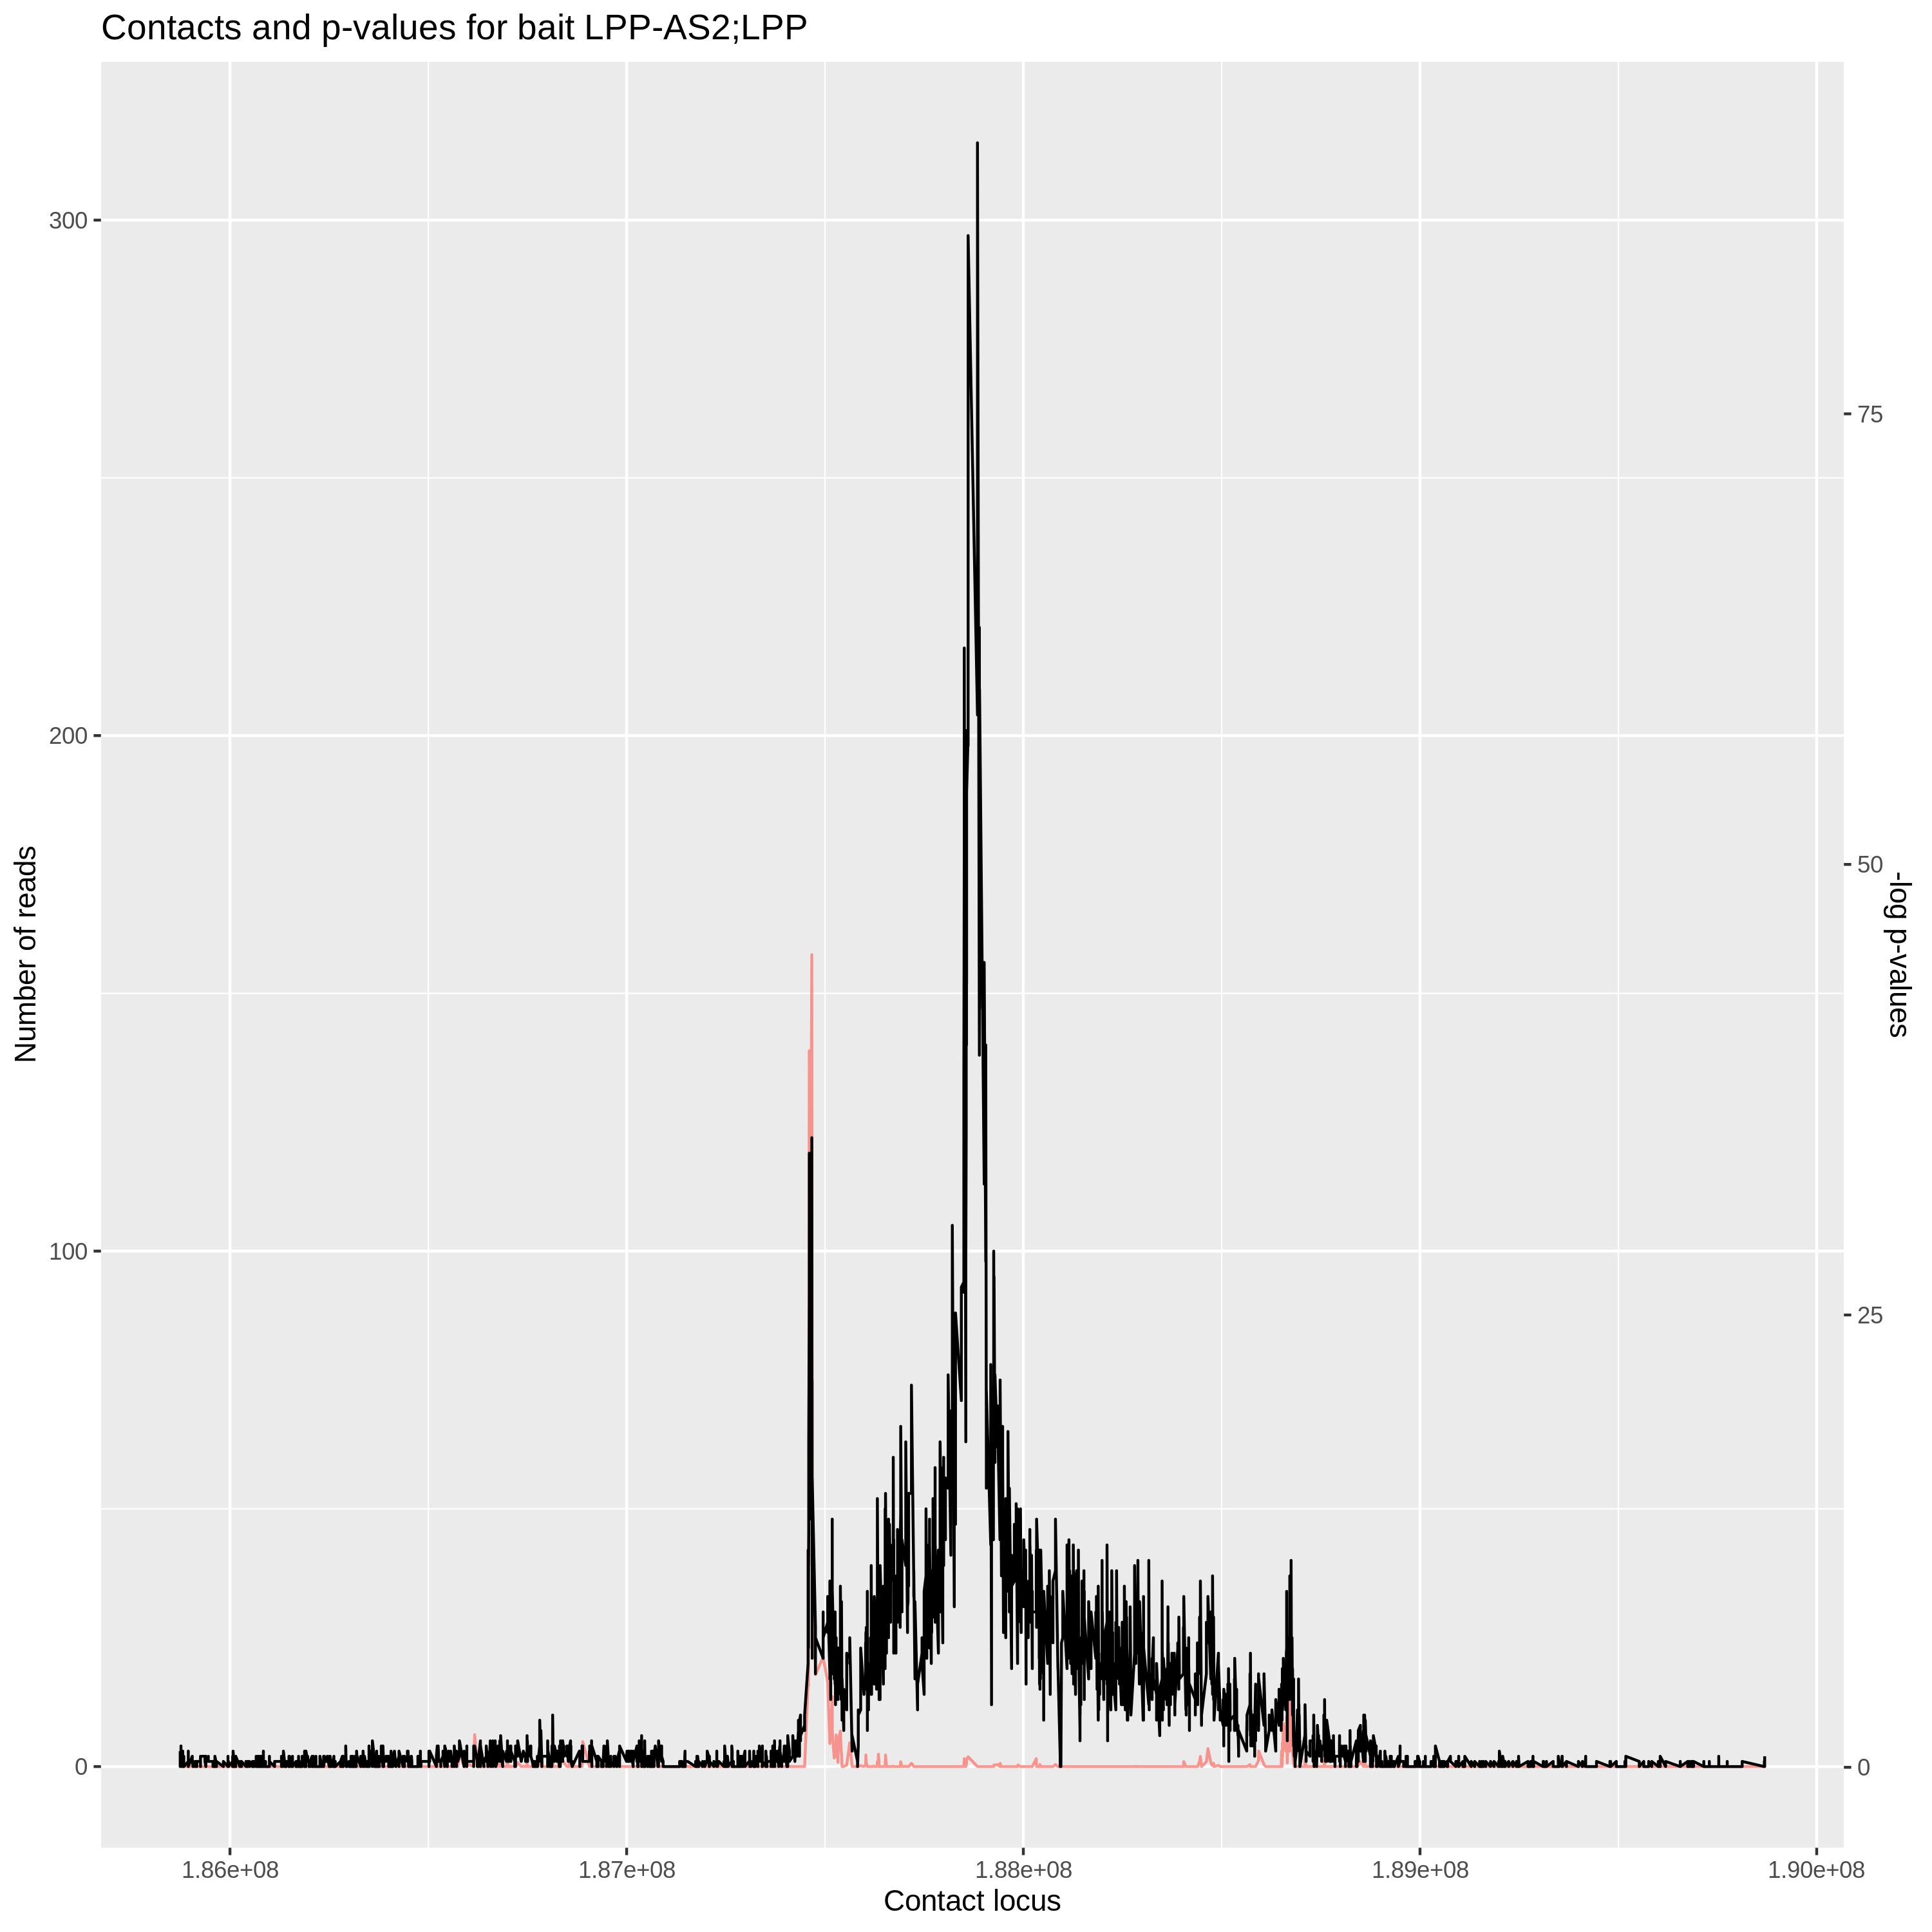 Contacts and p-values for bait LPP-AS2;LPP
Number of reads
300
200
100
0
75
50
25
0
-log p-values
1.86e+08
1.87e+08
1.88e+08
1.89e+08
1.90e+08
Contact locus